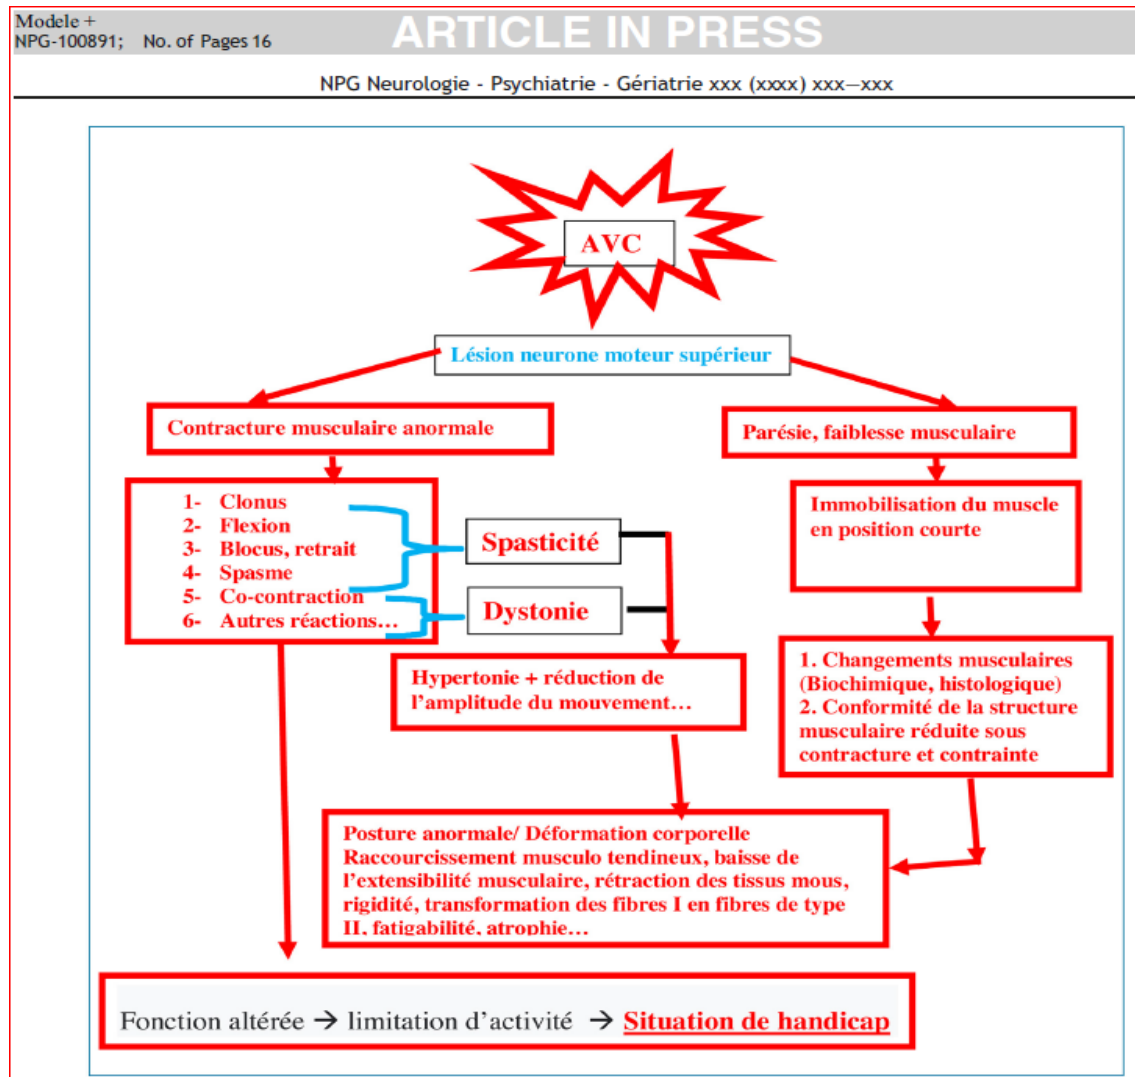 Modele +
NPG-100891; No. of Pages 16
ARTICLE IN PRESS
NPG Neurologie - Psychiatrie - Gériatrie xxx (xxxx) xxx—xxx
AVC
Lésion neurone moteur supérieur
Contracture musculaire anormale
Parésie, faiblesse musculaire
1- Clonus
2- Flexion
3- Blocus, retrait
4- Spasme
5- Co-contraction
6- Autres réactions…
Spasticité
Dystonie
Immobilisation du muscle
en position courte
Hypertonie + réduction de
l’amplitude du mouvement…
1. Changements musculaires
(Biochimique, histologique)
2. Conformité de la structure
musculaire réduite sous
contracture et contrainte
Posture anormale/ Déformation corporelle
Raccourcissement musculo tendineux, baisse de
l’extensibilité musculaire, rétraction des tissus mous,
rigidité, transformation des fibres I en fibres de type
II, fatigabilité, atrophie…
Fonction altérée → limitation d’activité → Situation de handicap